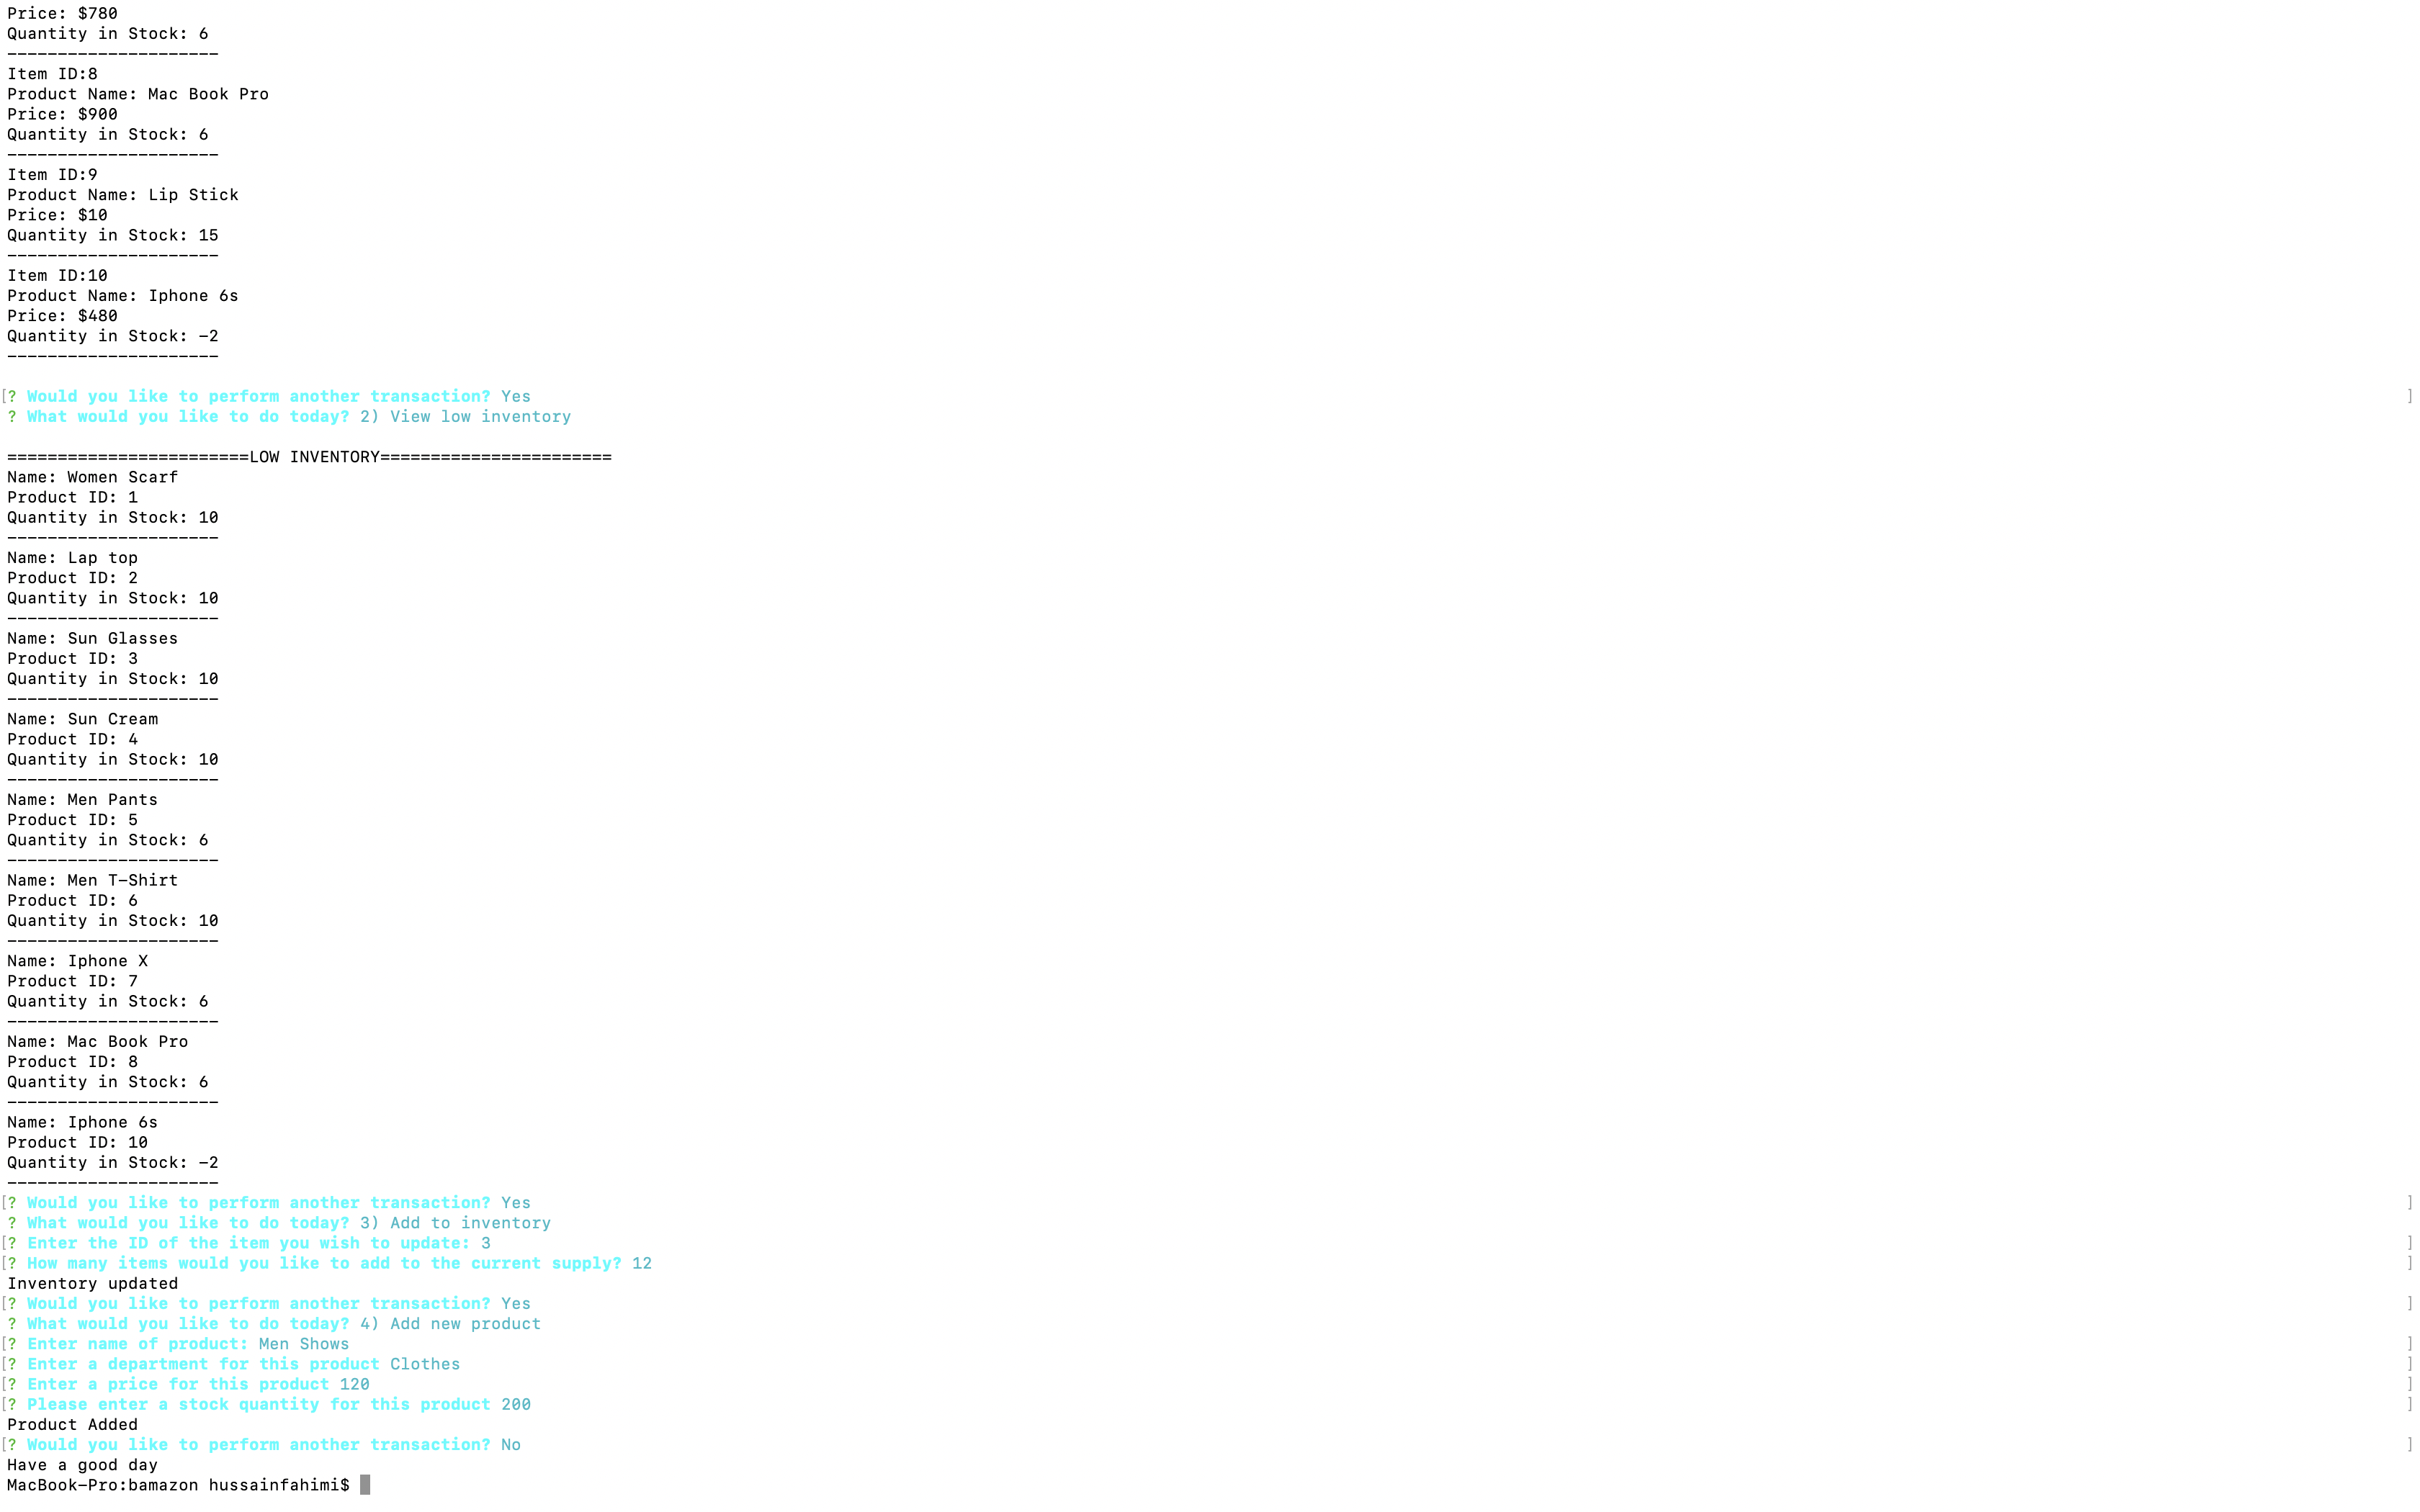 Price: $780
Quantity in Stock: 6
---------------------
Item ID:8
Product Name: Mac Book Pro
Price: $900
Quantity in Stock: 6
---------------------
Item ID:9
Product Name: Lip Stick
Price: $10
Quantity in Stock: 15
---------------------
Item ID:10
Product Name: Iphone 6s
Price: $480
Quantity in Stock: -2
---------------------
[? Would you like to perform another transaction? Yes ]
? What would you like to do today? 2) View low inventory
========================LOW INVENTORY=======================
Name: Women Scarf
Product ID: 1
Quantity in Stock: 10
---------------------
Name: Lap top
Product ID: 2
Quantity in Stock: 10
---------------------
Name: Sun Glasses
Product ID: 3
Quantity in Stock: 10
---------------------
Name: Sun Cream
Product ID: 4
Quantity in Stock: 10
---------------------
Name: Men Pants
Product ID: 5
Quantity in Stock: 6
---------------------
Name: Men T-Shirt
Product ID: 6
Quantity in Stock: 10
---------------------
Name: Iphone X
Product ID: 7
Quantity in Stock: 6
---------------------
Name: Mac Book Pro
Product ID: 8
Quantity in Stock: 6
---------------------
Name: Iphone 6s
Product ID: 10
Quantity in Stock: -2
---------------------
[? Would you like to perform another transaction? Yes ]
? What would you like to do today? 3) Add to inventory
[? Enter the ID of the item you wish to update: 3 ]
[? How many items would you like to add to the current supply? 12 ]
Inventory updated
[? Would you like to perform another transaction? Yes ]
? What would you like to do today? 4) Add new product
[? Enter name of product: Men Shows ]
[? Enter a department for this product Clothes ]
[? Enter a price for this product 120 ]
[? Please enter a stock quantity for this product 200 ]
Product Added
[? Would you like to perform another transaction? No ]
Have a good day
MacBook-Pro:bamazon hussainfahimi$